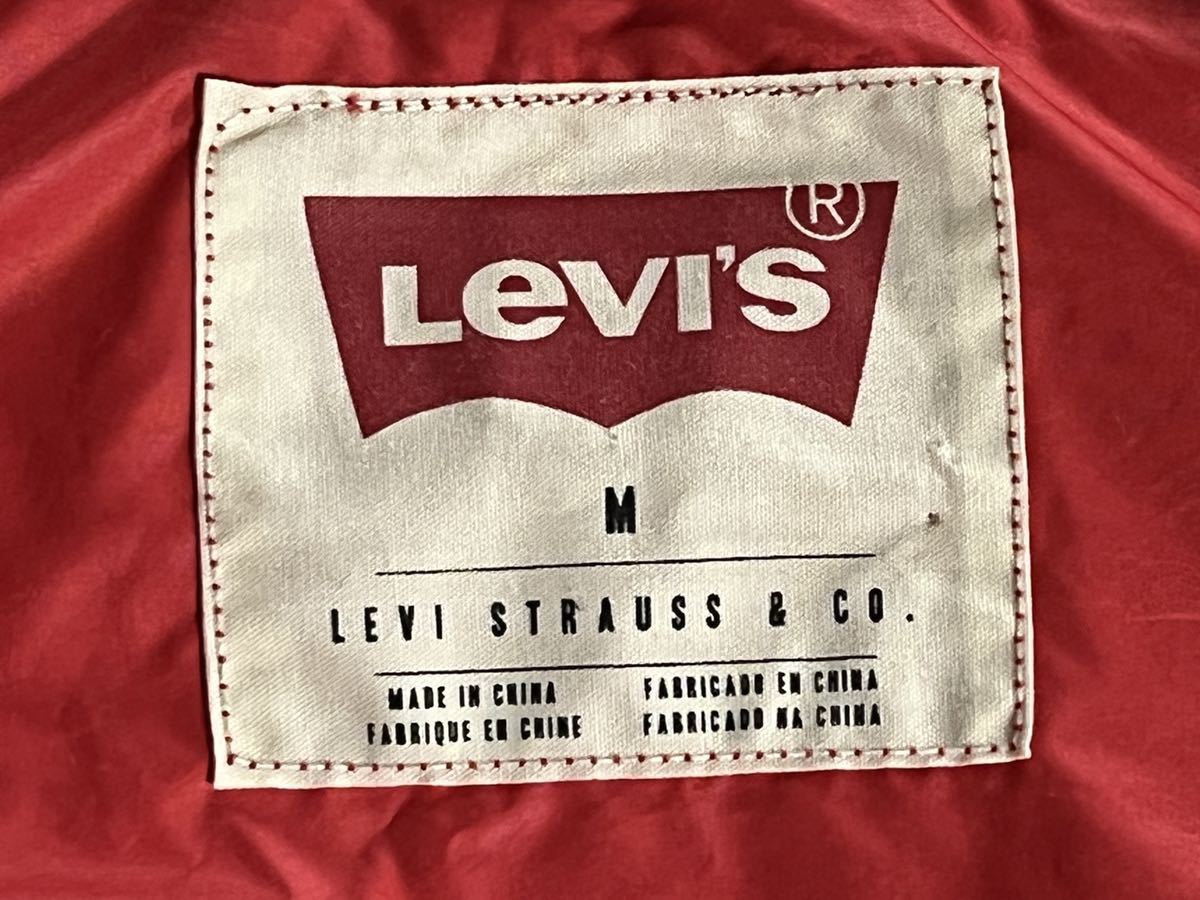 LEVI'S®
M
LEVI STRAUSS & CO.
MADE IN CHINA
FABRIQUE EN CHINE
FABRICADO EN CHINA
FABRICADO NA CHINA